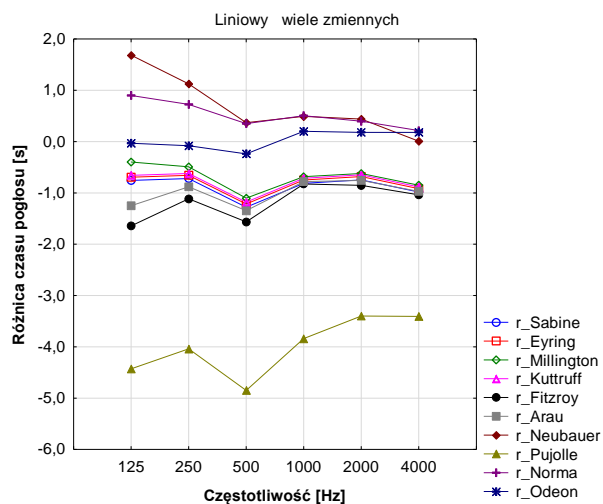 Liniowy wiele zmiennych
2,0
1,0
0,0
-1,0
-2,0
-3,0
-4,0
-5,0
-6,0
Różnica czasu pogłosu [s]
125 250 500 1000 2000 4000
Częstotliwość [Hz]
r_Sabine
r_Eyring
r_Millington
r_Kuttruff
r_Fitzroy
r_Arau
r_Neubauer
r_Pujolle
r_Norma
r_Odeon